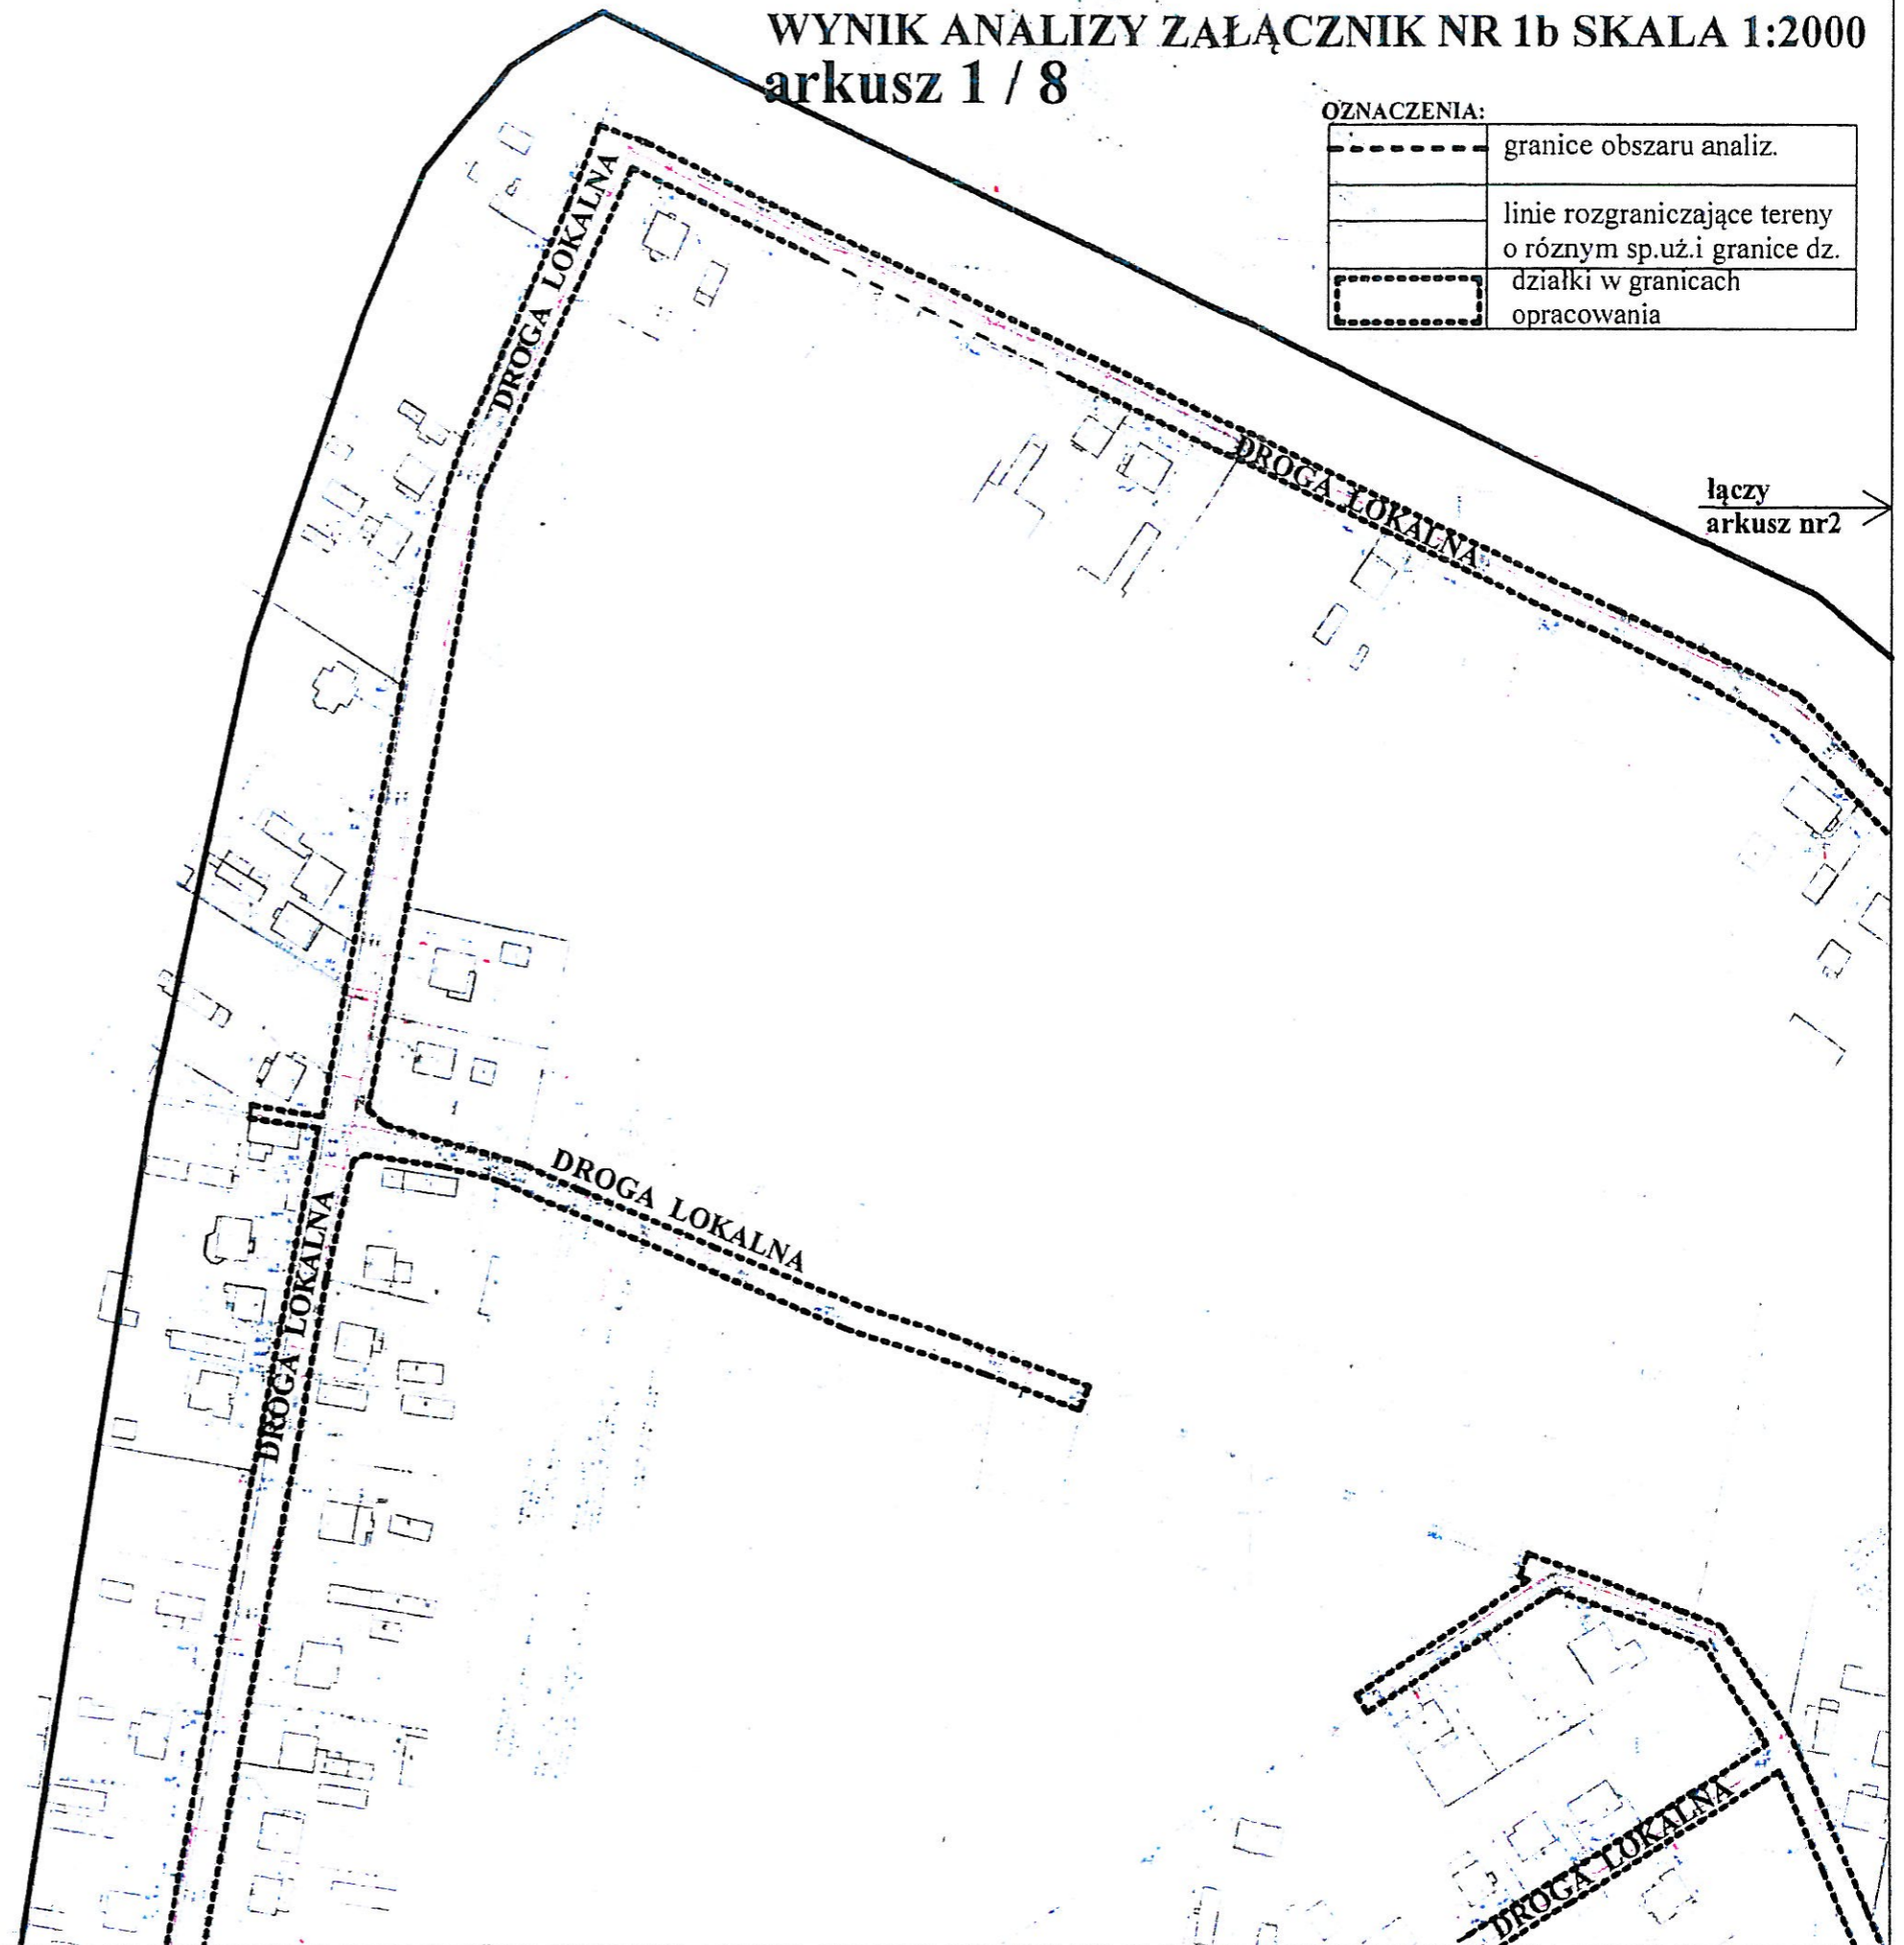 WYNIK ANALIZY ZAŁĄCZNIK NR 1b SKALA 1:2000
arkusz 1 / 8
OZNACZENIA:
granice obszaru analiz.
linie rozgraniczające tereny
o róznym sp.uż.i granice dz.
działki w granicach
opracowania
DROGA LOKALNA
DROGA LOKALNA
łączy
arkusz nr2
DROGA LOKALNA
DROGA LOKALNA
DROGA LOKALNA